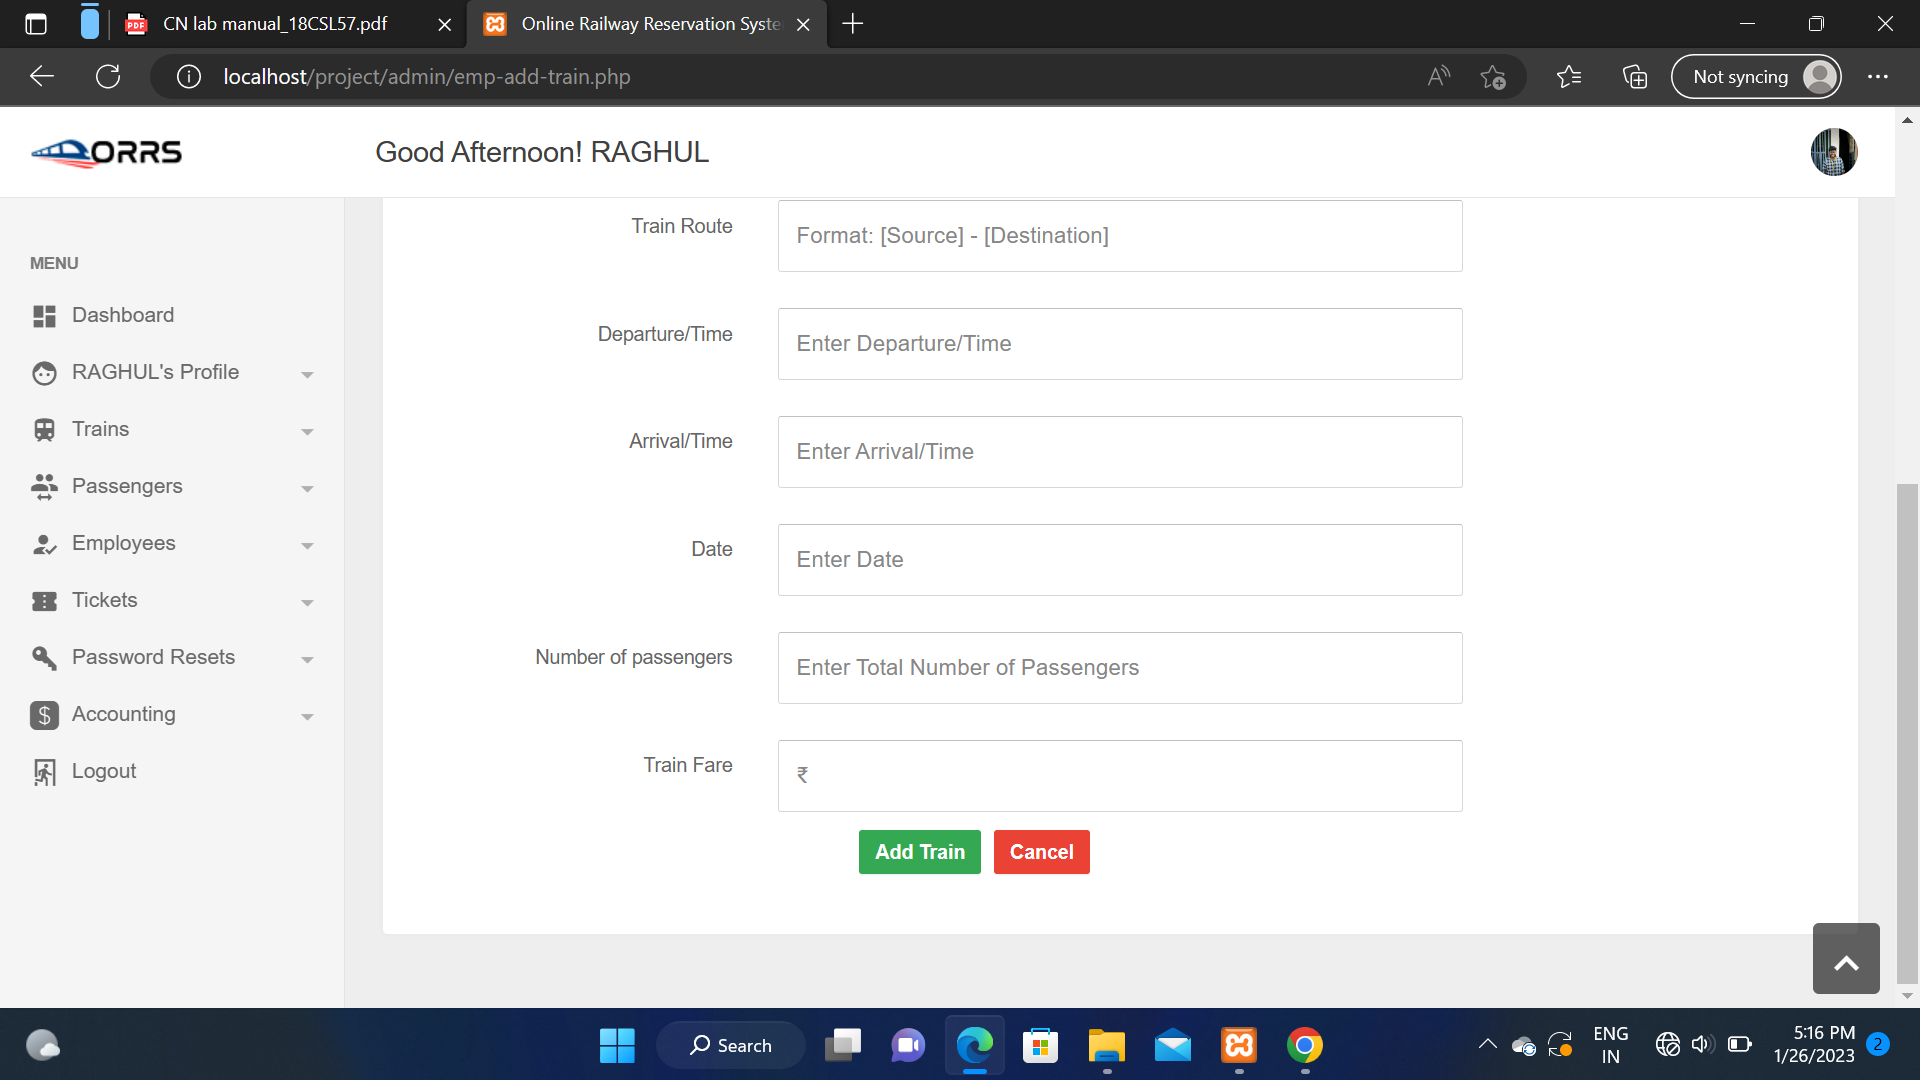 CN lab manual_18CSL57.pdf
Online Railway Reservation Syste
localhost/project/admin/emp-add-train.php
Not syncing
ORRS
Good Afternoon! RAGHUL
MENU
Dashboard
RAGHUL's Profile
Trains
Passengers
Employees
Tickets
Password Resets
Accounting
Logout
Train Route
Format: [Source] - [Destination]
Departure/Time
Enter Departure/Time
Arrival/Time
Enter Arrival/Time
Date
Enter Date
Number of passengers
Enter Total Number of Passengers
Train Fare
₹
Add Train
Cancel
Search
ENG
IN
5:16 PM
1/26/2023
2